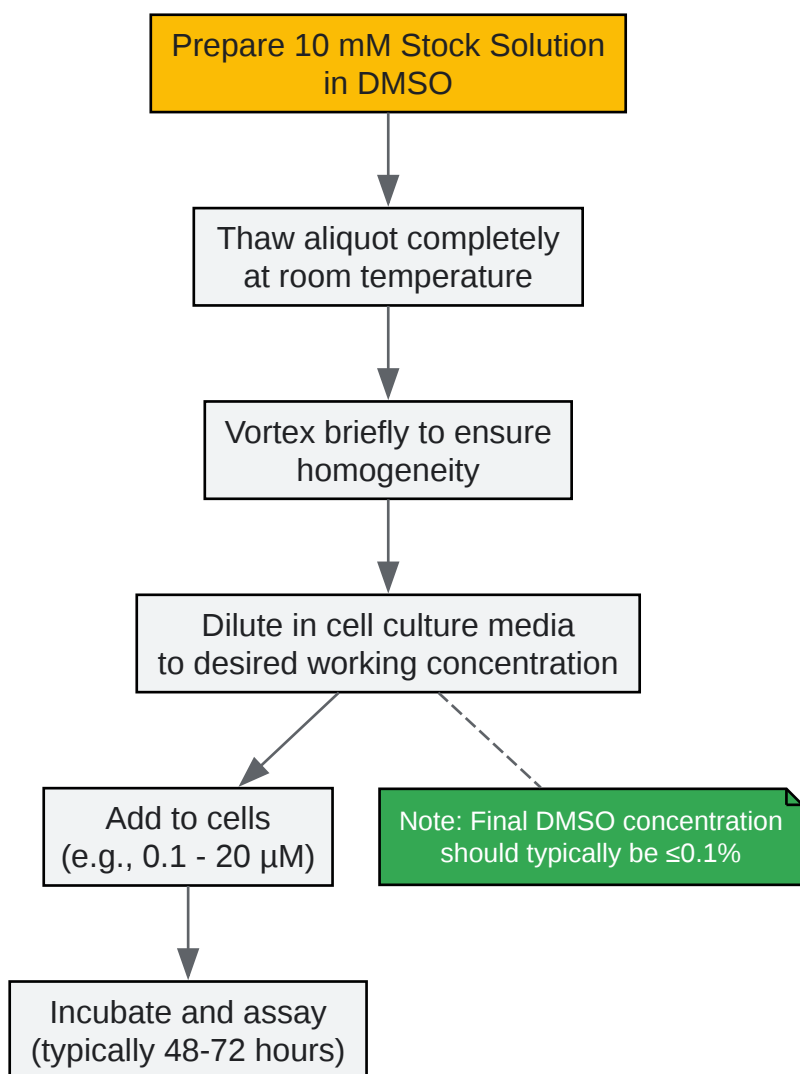 Prepare 10 mM Stock Solution
in DMSO
Thaw aliquot completely
at room temperature
Vortex briefly to ensure
homogeneity
Dilute in cell culture media
to desired working concentration
Add to cells
(e.g., 0.1 - 20 µM)
Note: Final DMSO concentration
should typically be ≤0.1%
Incubate and assay
(typically 48-72 hours)